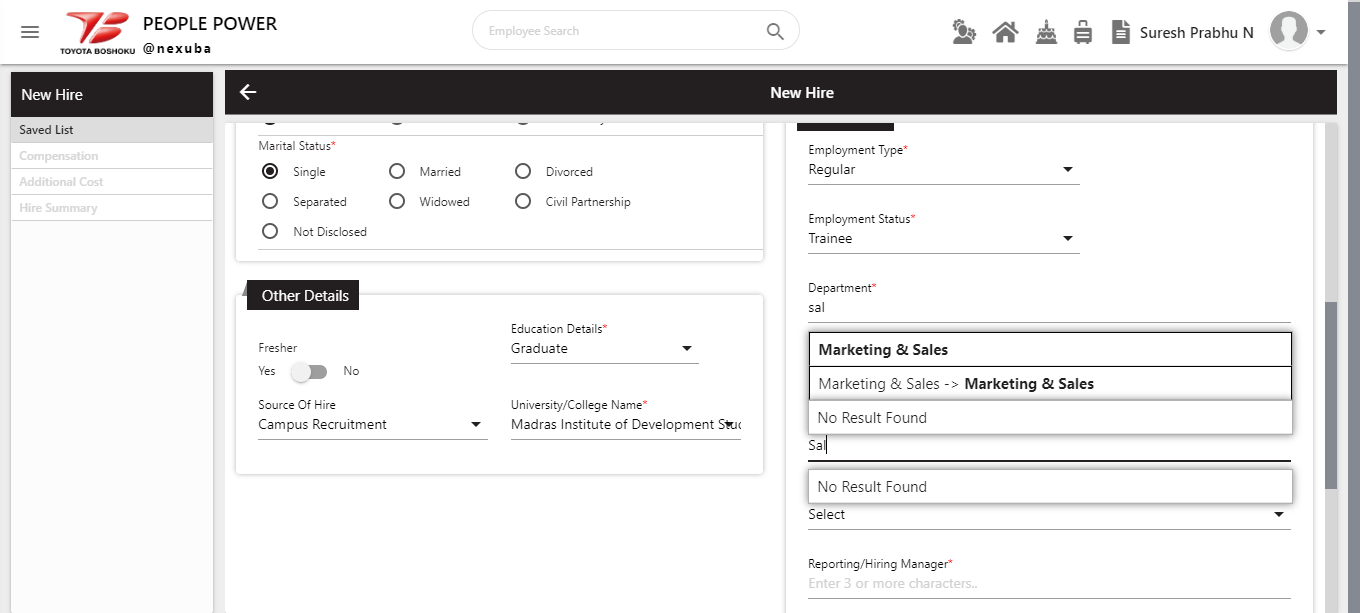 TOYOTA BOSHOKU
PEOPLE POWER
@nexuba
Employee Search
Suresh Prabhu N
New Hire
Saved List
Compensation
Additional Cost
Hire Summary
New Hire
Marital Status*
Single
Married
Divorced
Separated
Widowed
Civil Partnership
Not Disclosed
Other Details
Fresher
Yes
No
Education Details*
Graduate
Source Of Hire
Campus Recruitment
University/College Name*
Madras Institute of Development Stud
Employment Type*
Regular
Employment Status*
Trainee
Department*
sal
Marketing & Sales
Marketing & Sales -> Marketing & Sales
No Result Found
Sal
No Result Found
Select
Reporting/Hiring Manager*
Enter 3 or more characters..